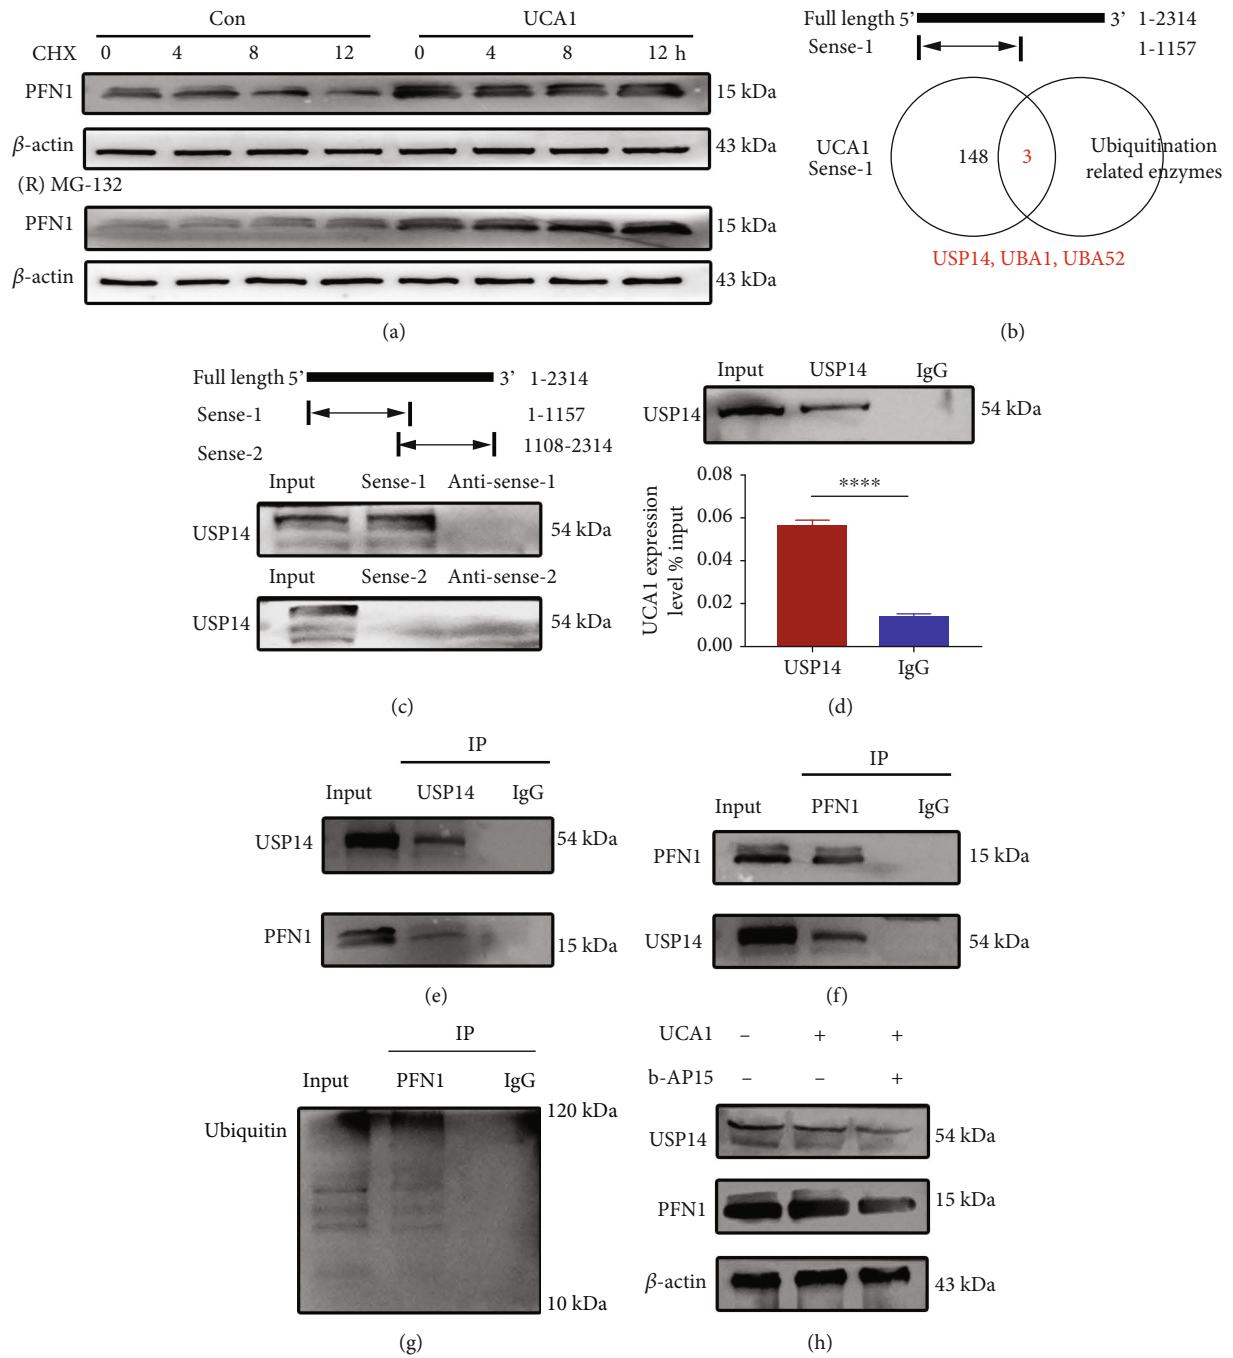 Con UCA1
CHX 0 4 8 12 0 4 8 12 h
PFN1 15 kDa
β-actin 43 kDa
(R) MG-132
PFN1 15 kDa
β-actin 43 kDa
(a)
Full length 5’ 3’ 1-2314
Sense-1 1-1157
UCA1
Sense-1
148
3
Ubiquitination
related enzymes
USP14, UBA1, UBA52
(b)
Full length 5’ 3’ 1-2314
Sense-1 1-1157
Sense-2 1108-2314
Input Sense-1 Anti-sense-1
USP14 54 kDa
Input Sense-2 Anti-sense-2
USP14 54 kDa
(c)
Input USP14 IgG
USP14 54 kDa
UCA1 expression
level % input
0.08
0.06
0.04
0.02
0.00
****
USP14 IgG
(d)
IP
Input USP14 IgG
USP14 54 kDa
PFN1 15 kDa
(e)
IP
Input PFN1 IgG
PFN1 15 kDa
USP14 54 kDa
(f)
IP
Input PFN1 IgG
Ubiquitin
120 kDa
10 kDa
(g)
UCA1 – + +
b-AP15 – – +
USP14 54 kDa
PFN1 15 kDa
β-actin 43 kDa
(h)